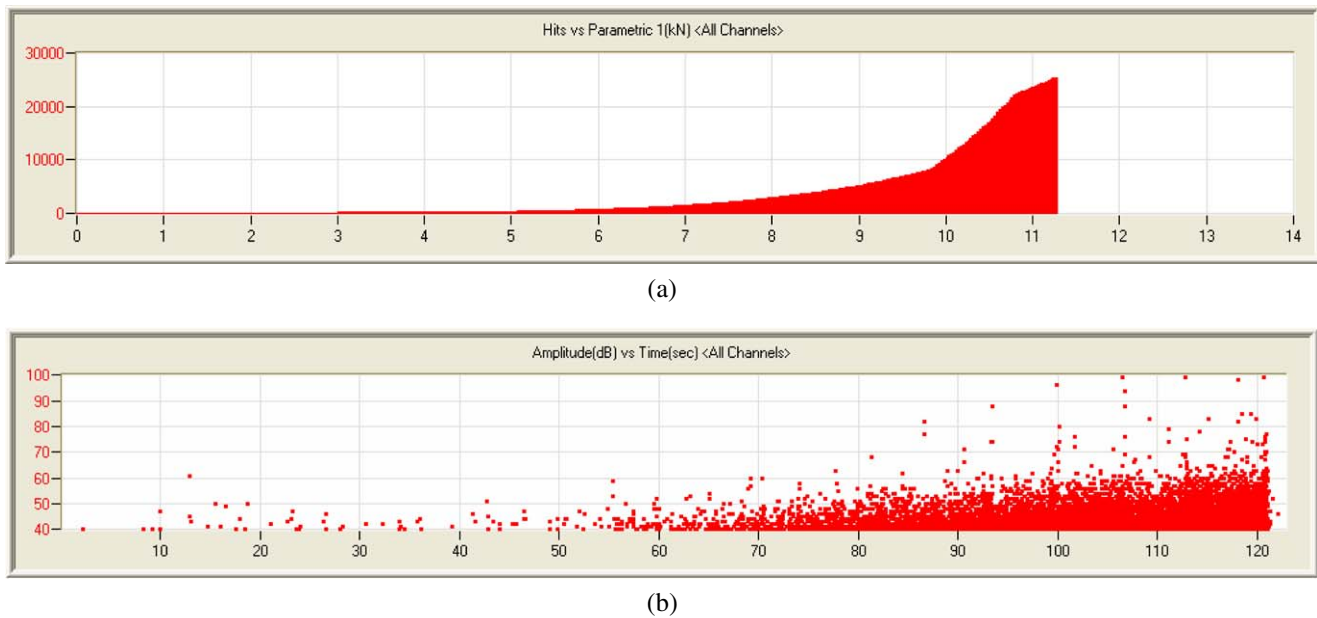 Hits vs Parametric 1(kN) <All Channels>
30000
20000
10000
0
0 1 2 3 4 5 6 7 8 9 10 11 12 13 14
(a)
Amplitude(dB) vs Time(sec) <All Channels>
100
90
80
70
60
50
40
10 20 30 40 50 60 70 80 90 100 110 120
(b)